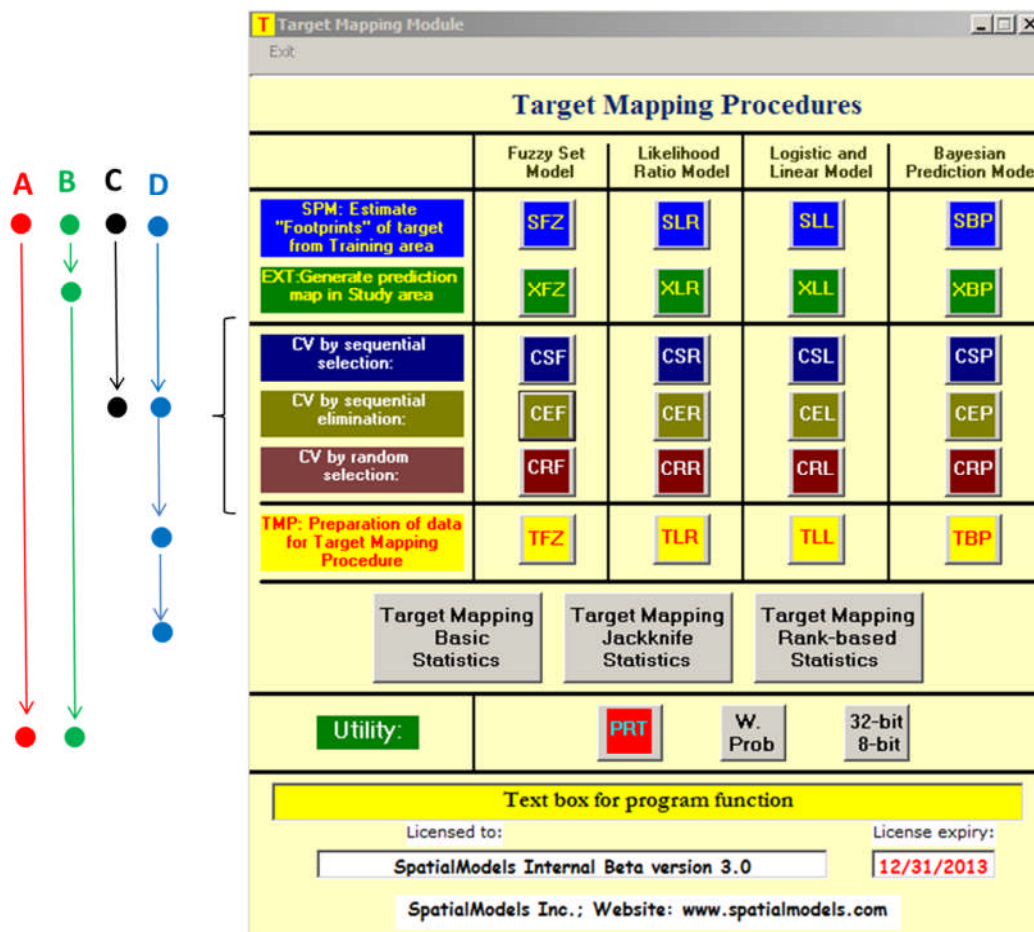 T Target Mapping Module
Exit
Target Mapping Procedures
Fuzzy Set
Model
Likelihood
Ratio Model
Logistic and
Linear Model
Bayesian
Prediction Mode
A B C D
SPM: Estimate
"Footprints" of target
from Training area
SFZ SLR SLL SBP
EXT:Generate prediction
map in Study area
XFZ XLR XLL XBP
CV by sequential
selection:
CSF CSR CSL CSP
CV by sequential
elimination:
CEF CER CEL CEP
CV by random
selection:
CRF CRR CRL CRP
TMP: Preparation of data
for Target Mapping
Procedure
TFZ TLR TLL TBP
Target Mapping
Basic
Statistics
Target Mapping
Jackknife
Statistics
Target Mapping
Rank-based
Statistics
Utility:
PRT
W.
Prob
32-bit
8-bit
Text box for program function
Licensed to:
License expiry:
SpatialModels Internal Beta version 3.0
12/31/2013
SpatialModels Inc.; Website: www.spatialmodels.com